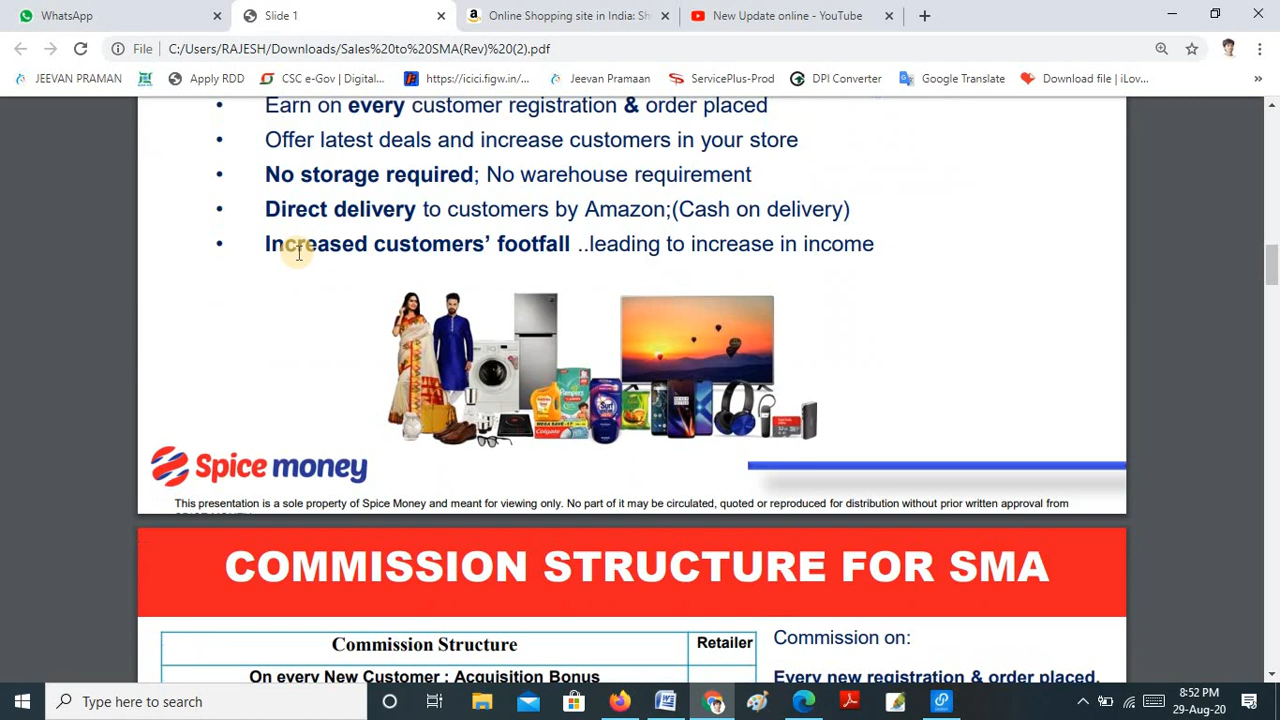 WhatsApp
Slide 1
Online Shopping site in India: Sh
New Update online - YouTube
File
C:/Users/RAJESH/Downloads/Sales%20to%20SMA(Rev)%20(2).pdf
JEEVAN PRAMAN
Apply RDD
CSC e-Gov | Digital...
https://icici.figw.in/...
Jeevan Pramaan
ServicePlus-Prod
DPI Converter
Google Translate
Download file | iLov...
»
• Earn on every customer registration & order placed
• Offer latest deals and increase customers in your store
• No storage required; No warehouse requirement
• Direct delivery to customers by Amazon;(Cash on delivery)
• Increased customers’ footfall ..leading to increase in income
Spice money
This presentation is a sole property of Spice Money and meant for viewing only. No part of it may be circulated, quoted or reproduced for distribution without prior written approval from
COMMISSION STRUCTURE FOR SMA
Commission Structure
Retailer
Commission on:
On every New Customer : Acquisition Bonus
Every new registration & order placed.
Type here to search
8:52 PM
29-Aug-20